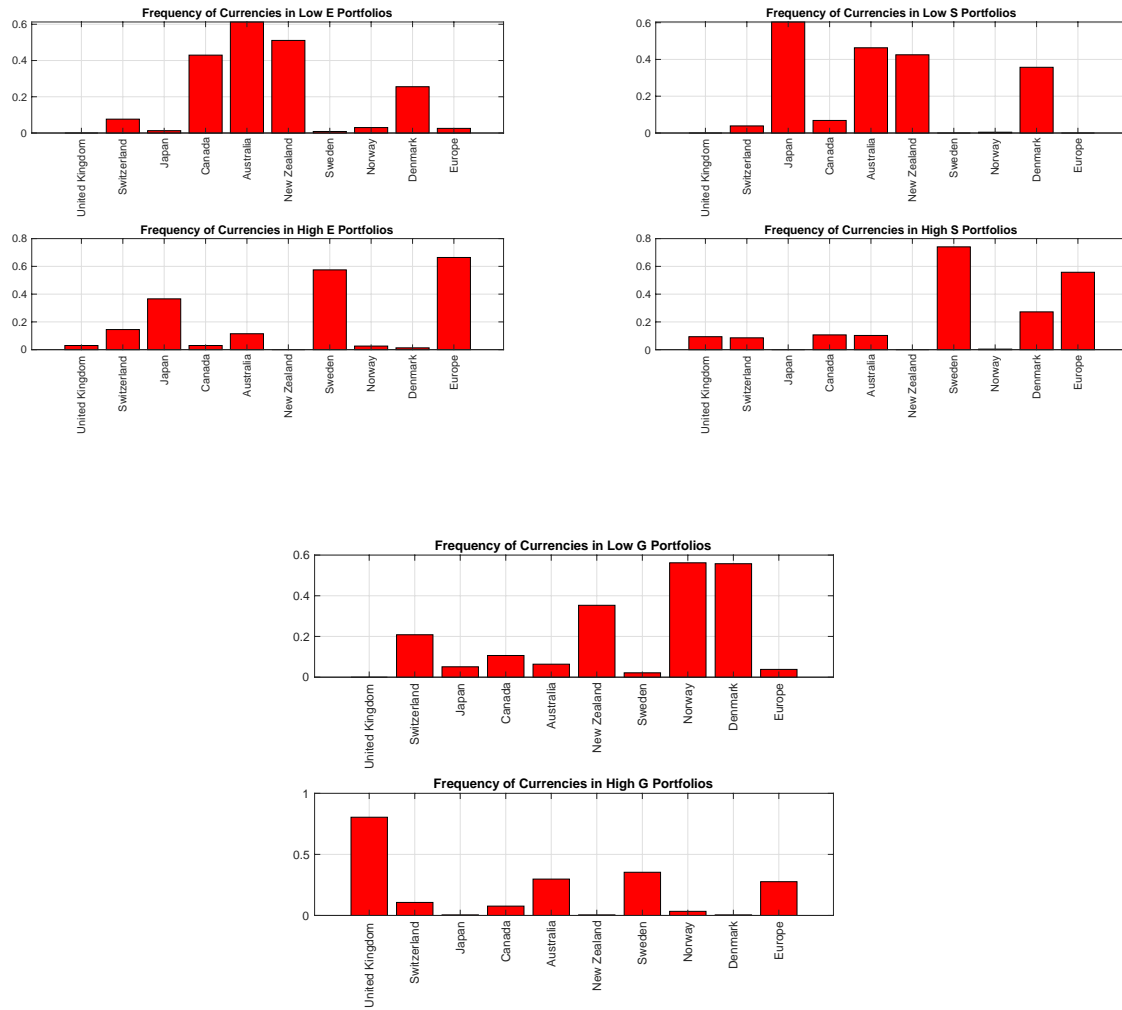 Frequency of Currencies in Low E Portfolios
0.6
0.4
0.2
0
United Kingdom
Switzerland
Japan
Canada
Australia
New Zealand
Sweden
Norway
Denmark
Europe
Frequency of Currencies in High E Portfolios
0.8
0.6
0.4
0.2
0
United Kingdom
Switzerland
Japan
Canada
Australia
New Zealand
Sweden
Norway
Denmark
Europe
Frequency of Currencies in Low S Portfolios
0.6
0.4
0.2
0
United Kingdom
Switzerland
Japan
Canada
Australia
New Zealand
Sweden
Norway
Denmark
Europe
Frequency of Currencies in High S Portfolios
0.8
0.6
0.4
0.2
0
United Kingdom
Switzerland
Japan
Canada
Australia
New Zealand
Sweden
Norway
Denmark
Europe
Frequency of Currencies in Low G Portfolios
0.6
0.4
0.2
0
United Kingdom
Switzerland
Japan
Canada
Australia
New Zealand
Sweden
Norway
Denmark
Europe
Frequency of Currencies in High G Portfolios
1
0.5
0
United Kingdom
Switzerland
Japan
Canada
Australia
New Zealand
Sweden
Norway
Denmark
Europe